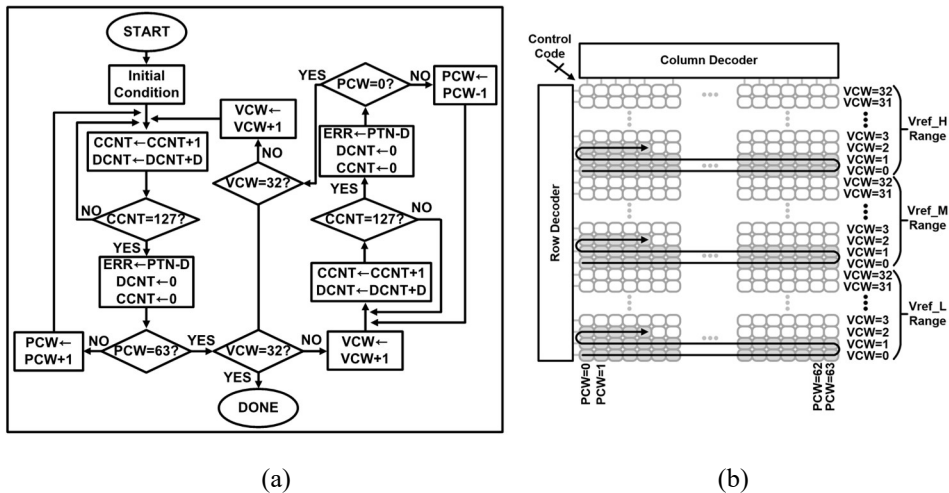 START
Initial
Condition
CCNT←CCNT+1
DCNT←DCNT+D
NO
CCNT=127?
YES
ERR←PTN-D
DCNT←0
CCNT←0
PCW←
PCW+1
NO
PCW=63?
YES
VCW=32?
NO
YES
DONE
VCW←
VCW+1
NO
VCW=32?
YES
PCW=0?
NO
PCW←
PCW-1
ERR←PTN-D
DCNT←0
CCNT←0
YES
CCNT=127?
NO
CCNT←CCNT+1
DCNT←DCNT+D
VCW←
VCW+1
(a)
Control
Code
Column Decoder
Row Decoder
VCW=32
VCW=31
VCW=3
VCW=2
VCW=1
VCW=0
Vref_H
Range
VCW=32
VCW=31
VCW=3
VCW=2
VCW=1
VCW=0
Vref_M
Range
VCW=32
VCW=31
VCW=3
VCW=2
VCW=1
VCW=0
Vref_L
Range
PCW=0
PCW=1
PCW=62
PCW=63
(b)